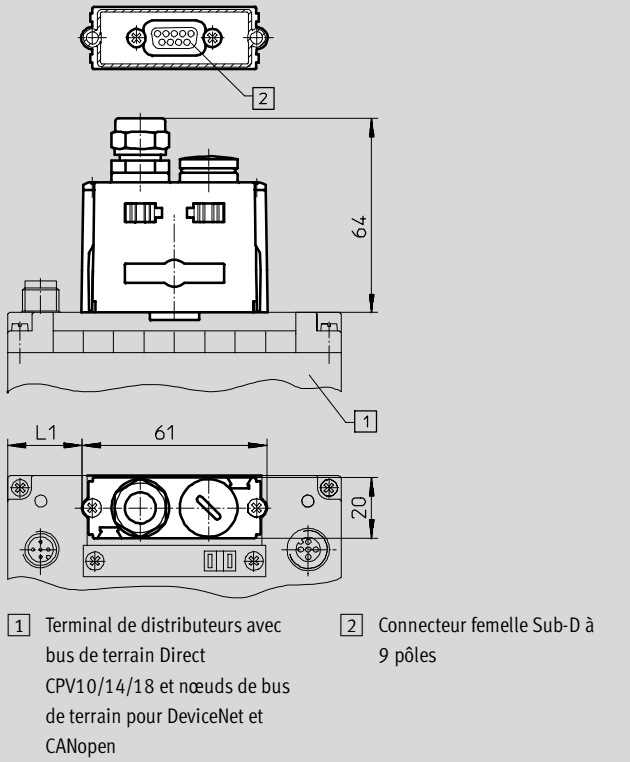 2
64
1
L1
61
20
1 Terminal de distributeurs avec
bus de terrain Direct
CPV10/14/18 et nœuds de bus
de terrain pour DeviceNet et
CANopen
2 Connecteur femelle Sub-D à
9 pôles